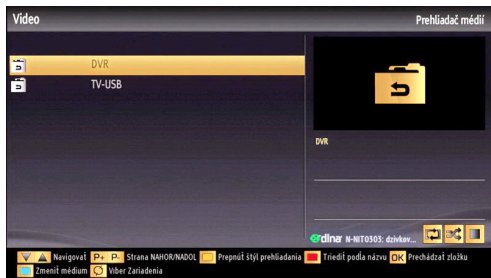 Video
Prehliadač médií
DVR
TV-USB
DVR
dlna N-NIT0303: dzivkov...
Navigovať P+ P- Strana NAHOR/NADOL Prepnúť štýl prehliadania Triediť podľa názvu OK Prechádzať zložku
Zmeniť médium Viber Zariadenia